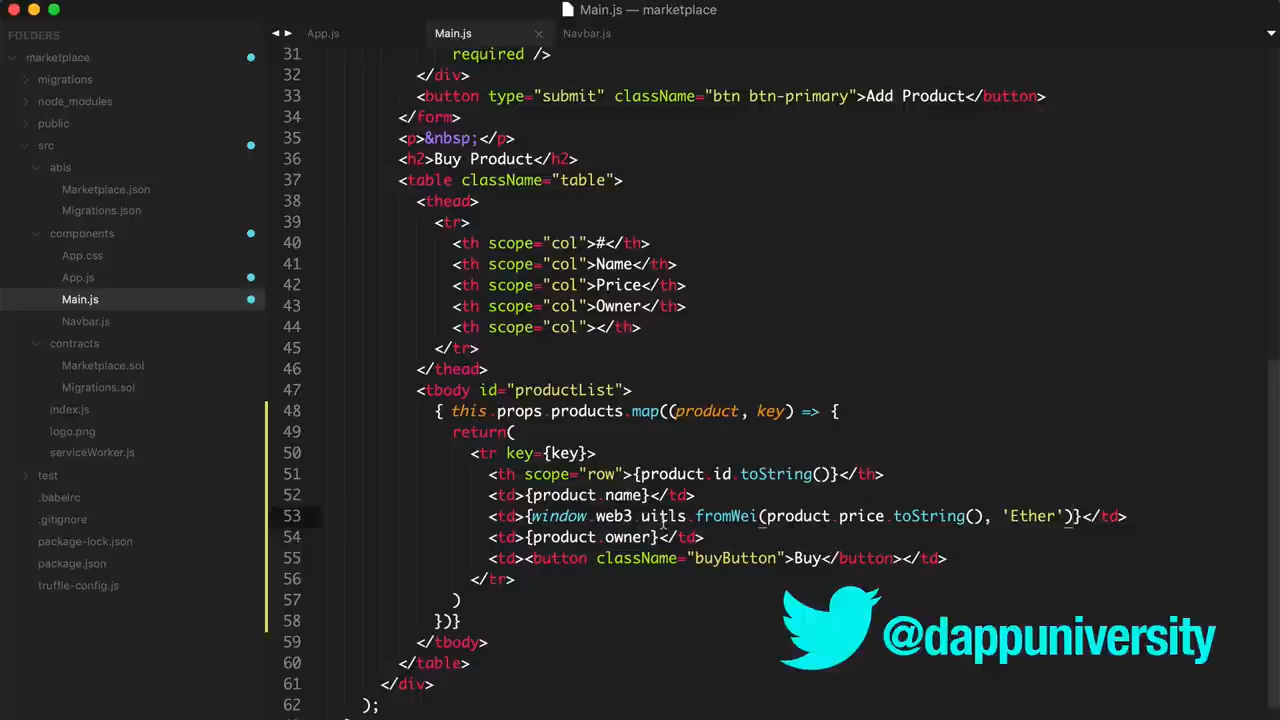 Main.js — marketplace
FOLDERS
marketplace
migrations
node_modules
public
src
abis
Marketplace.json
Migrations.json
components
App.css
App.js
Main.js
Navbar.js
contracts
Marketplace.sol
Migrations.sol
index.js
logo.png
serviceWorker.js
test
.babelrc
.gitignore
package-lock.json
package.json
truffle-config.js
App.js Main.js Navbar.js
31 required />
32 </div>
33 <button type="submit" className="btn btn-primary">Add Product</button>
34 </form>
35 <p>&nbsp;</p>
36 <h2>Buy Product</h2>
37 <table className="table">
38 <thead>
39 <tr>
40 <th scope="col">#</th>
41 <th scope="col">Name</th>
42 <th scope="col">Price</th>
43 <th scope="col">Owner</th>
44 <th scope="col"></th>
45 </tr>
46 </thead>
47 <tbody id="productList">
48 { this.props.products.map((product, key) => {
49 return(
50 <tr key={key}>
51 <th scope="row">{product.id.toString()}</th>
52 <td>{product.name}</td>
53 <td>{window.web3.uitls.fromWei(product.price.toString(), 'Ether')}</td>
54 <td>{product.owner}</td>
55 <td><button className="buyButton">Buy</button></td>
56 </tr>
57 )
58 })}
59 </tbody>
60 </table>
61 </div>
62 );
@dappuniversity